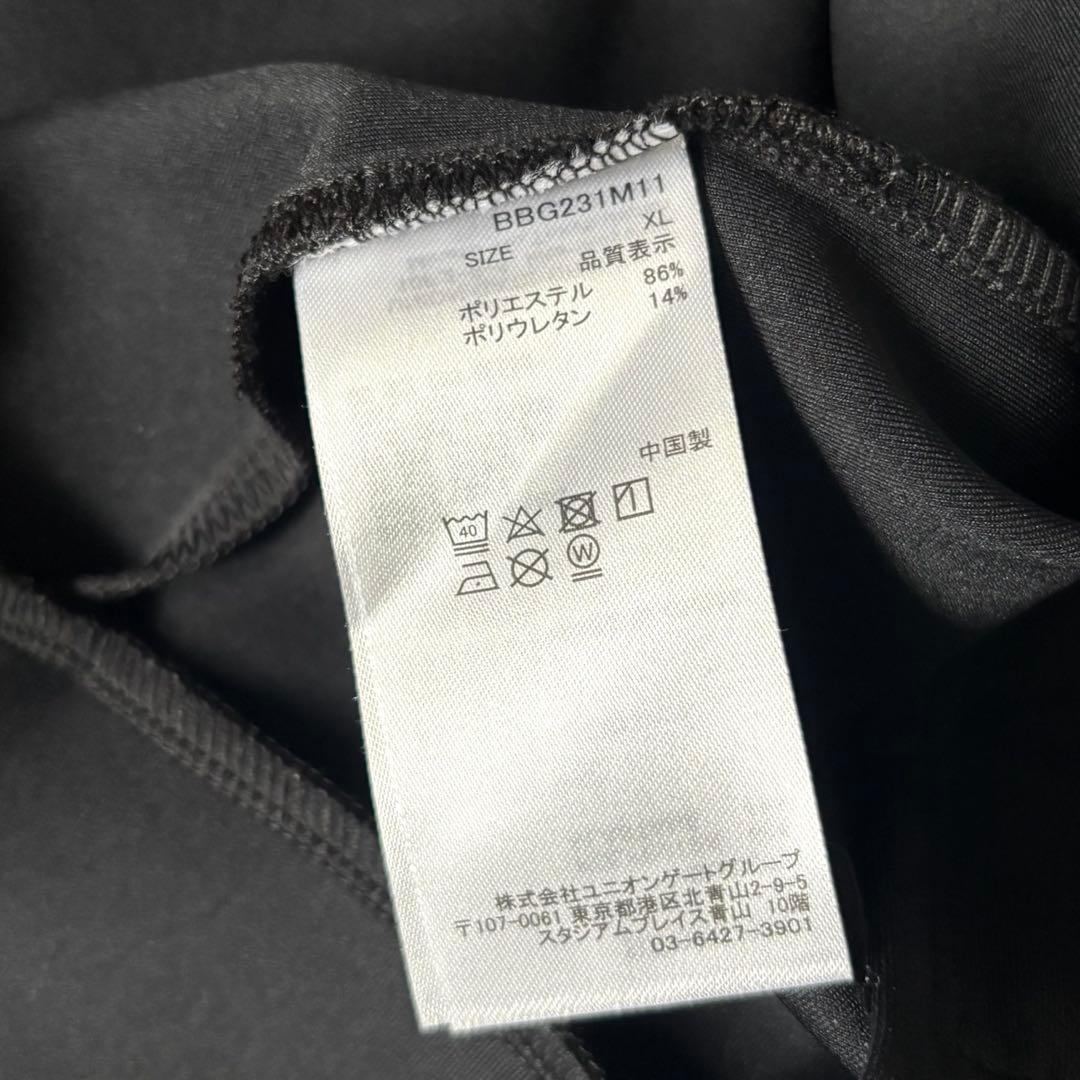 BBG231M11
SIZE XL
品質表示
ポリエステル 86%
ポリウレタン 14%
中国製
40
W
株式会社ユニオンゲートグループ
〒107-0061 東京都港区北青山2-9-5
スタジアムプレイス青山 10階
03-6427-3901